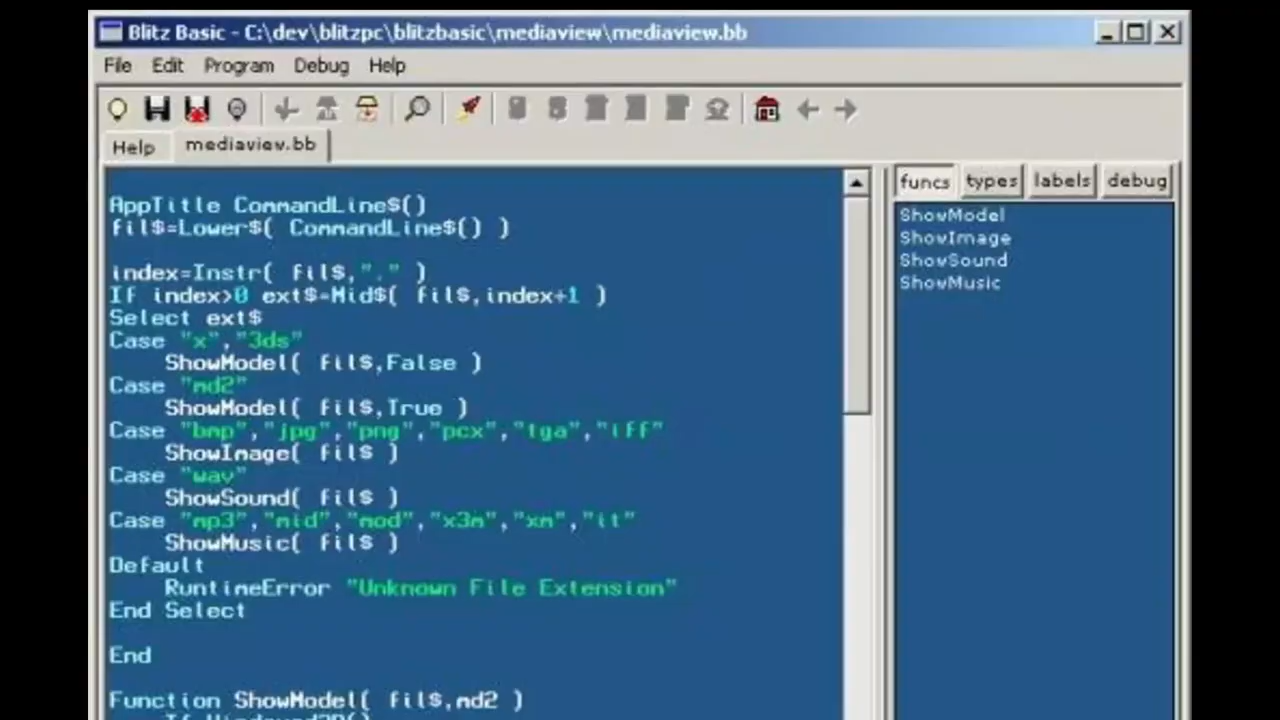 Blitz Basic - C:\dev\blitzpc\blitzbasic\mediaview\mediaview.bb
File Edit Program Debug Help
Help mediaview.bb
funcs types labels debug
AppTitle CommandLine$()
fil$=Lower$( CommandLine$() )
index=Instr( fil$,"." )
If index>0 ext$=Mid$( fil$,index+1 )
Select ext$
Case "x","3ds"
ShowModel( fil$,False )
Case "md2"
ShowModel( fil$,True )
Case "bmp","jpg","png","pcx","tga","iff"
ShowImage( fil$ )
Case "wav"
ShowSound( fil$ )
Case "mp3","mid","mod","x3m","xm","it"
ShowMusic( fil$ )
Default
RuntimeError "Unknown File Extension"
End Select
End
Function ShowModel( fil$,md2 )
ShowModel
ShowImage
ShowSound
ShowMusic